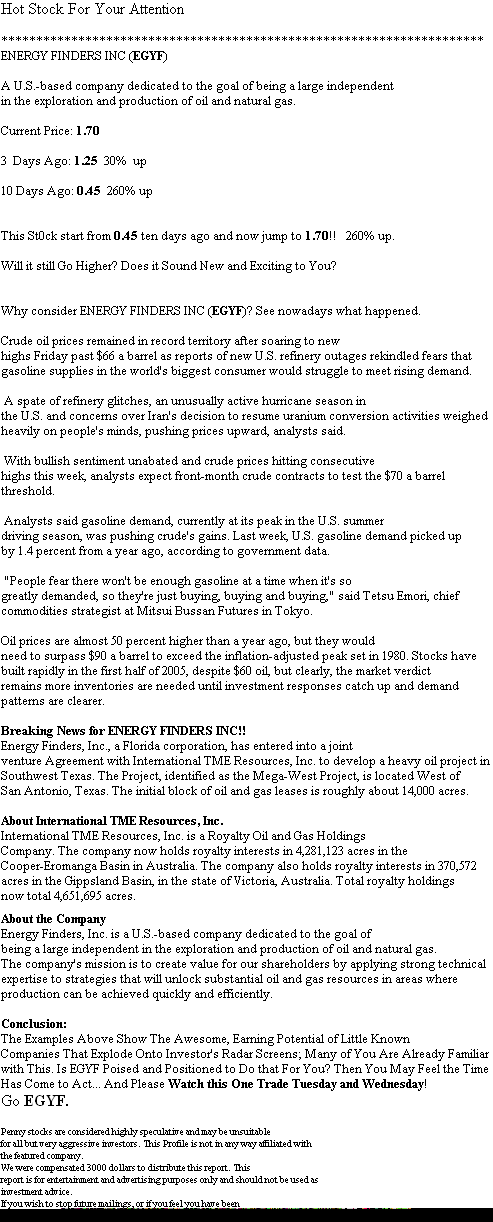 Hot Stock For Your Attention
*********************************************************************
ENERGY FINDERS INC (EGYF)
A U.S.-based company dedicated to the goal of being a large independent
in the exploration and production of oil and natural gas.
Current Price: 1.70
3 Days Ago: 1.25 30% up
10 Days Ago: 0.45 260% up
This St0ck start from 0.45 ten days ago and now jump to 1.70!! 260% up.
Will it still Go Higher? Does it Sound New and Exciting to You?
Why consider ENERGY FINDERS INC (EGYF)? See nowadays what happened.
Crude oil prices remained in record territory after soaring to new
highs Friday past $66 a barrel as reports of new U.S. refinery outages rekindled fears that
gasoline supplies in the world's biggest consumer would struggle to meet rising demand.
A spate of refinery glitches, an unusually active hurricane season in
the U.S. and concerns over Iran's decision to resume uranium conversion activities weighed
heavily on people's minds, pushing prices upward, analysts said.
With bullish sentiment unabated and crude prices hitting consecutive
highs this week, analysts expect front-month crude contracts to test the $70 a barrel
threshold.
Analysts said gasoline demand, currently at its peak in the U.S. summer
driving season, was pushing crude's gains. Last week, U.S. gasoline demand picked up
by 1.4 percent from a year ago, according to government data.
"People fear there won't be enough gasoline at a time when it's so
greatly demanded, so they're just buying, buying and buying," said Tetsu Emori, chief
commodities strategist at Mitsui Bussan Futures in Tokyo.
Oil prices are almost 50 percent higher than a year ago, but they would
need to surpass $90 a barrel to exceed the inflation-adjusted peak set in 1980. Stocks have
built rapidly in the first half of 2005, despite $60 oil, but clearly, the market verdict
remains more inventories are needed until investment responses catch up and demand
patterns are clearer.
Breaking News for ENERGY FINDERS INC!!
Energy Finders, Inc., a Florida corporation, has entered into a joint
venture Agreement with International TME Resources, Inc. to develop a heavy oil project in
Southwest Texas. The Project, identified as the Mega-West Project, is located West of
San Antonio, Texas. The initial block of oil and gas leases is roughly about 14,000 acres.
About International TME Resources, Inc.
International TME Resources, Inc. is a Royalty Oil and Gas Holdings
Company. The company now holds royalty interests in 4,281,123 acres in the
Cooper-Eromanga Basin in Australia. The company also holds royalty interests in 370,572
acres in the Gippsland Basin, in the state of Victoria, Australia. Total royalty holdings
now total 4,651,695 acres.
About the Company
Energy Finders, Inc. is a U.S.-based company dedicated to the goal of
being a large independent in the exploration and production of oil and natural gas.
The company's mission is to create value for our shareholders by applying strong technical
expertise to strategies that will unlock substantial oil and gas resources in areas where
production can be achieved quickly and efficiently.
Conclusion:
The Examples Above Show The Awesome, Earning Potential of Little Known
Companies That Explode Onto Investor's Radar Screens; Many of You Are Already Familiar
with This. Is EGYF Poised and Positioned to Do that For You? Then You May Feel the Time
Has Come to Act... And Please Watch this One Trade Tuesday and Wednesday!
Go EGYF.
Penny stocks are considered highly speculative and may be unsuitable
for all but very aggressive investors. This Profile is not in any way affiliated with
the featured company.
We were compensated 3000 dollars to distribute this report. This
report is for entertainment and advertising purposes only and should not be used as
investment advice.
If you wish to stop future mailings, or if you feel you have been